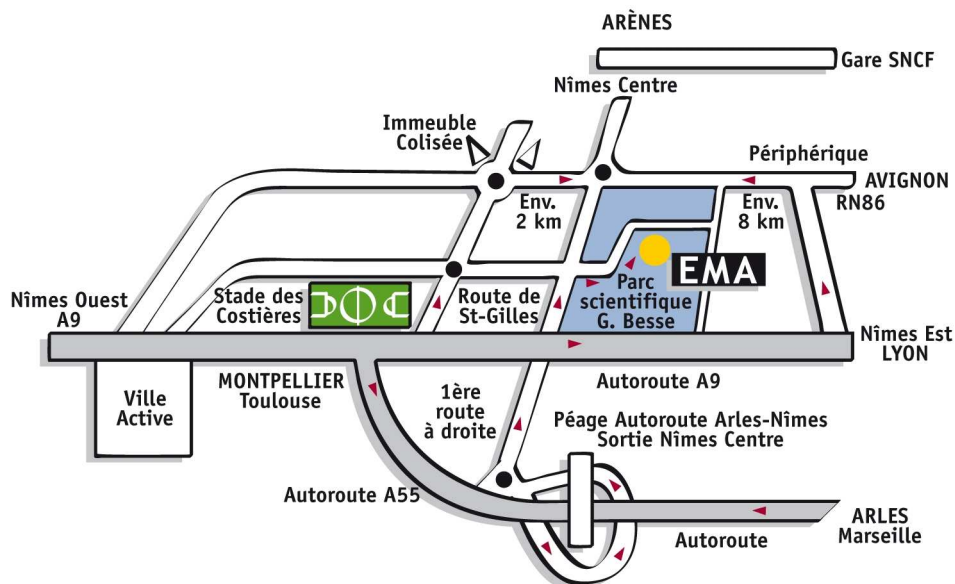 ARÈNES
Gare SNCF
Nîmes Centre
Immeuble
Colisée
Périphérique
AVIGNON
RN86
Env.
2 km
Env.
8 km
EMA
Nîmes Ouest
A9
Stade des
Costières
Route de
St-Gilles
Parc
scientifique
G. Besse
Nîmes Est
LYON
MONTPELLIER
Toulouse
Autoroute A9
Ville
Active
1ère
route
à droite
Péage Autoroute Arles-Nîmes
Sortie Nîmes Centre
Autoroute A55
Autoroute
ARLES
Marseille